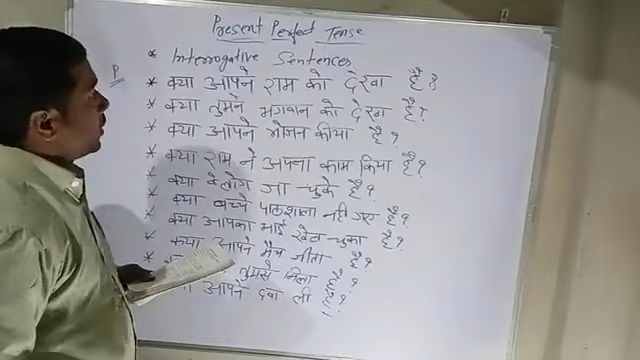 Present Perfect Tense
* Interrogative Sentences
P
* क्या आपने राम को देखा है?
* क्या तुमने भगवान को देखा है?
* क्या आपने भोजन कीया है?
* क्या राम ने अपना काम किया है?
* क्या वे लोग जा चुके है?
* क्या बच्चे पाठशाला नही गए है?
* क्या आपका भाई खेल चुका है?
* क्या आपने मैच जीता है?
* तुमसे मिला है?
आपने दवा ली है?